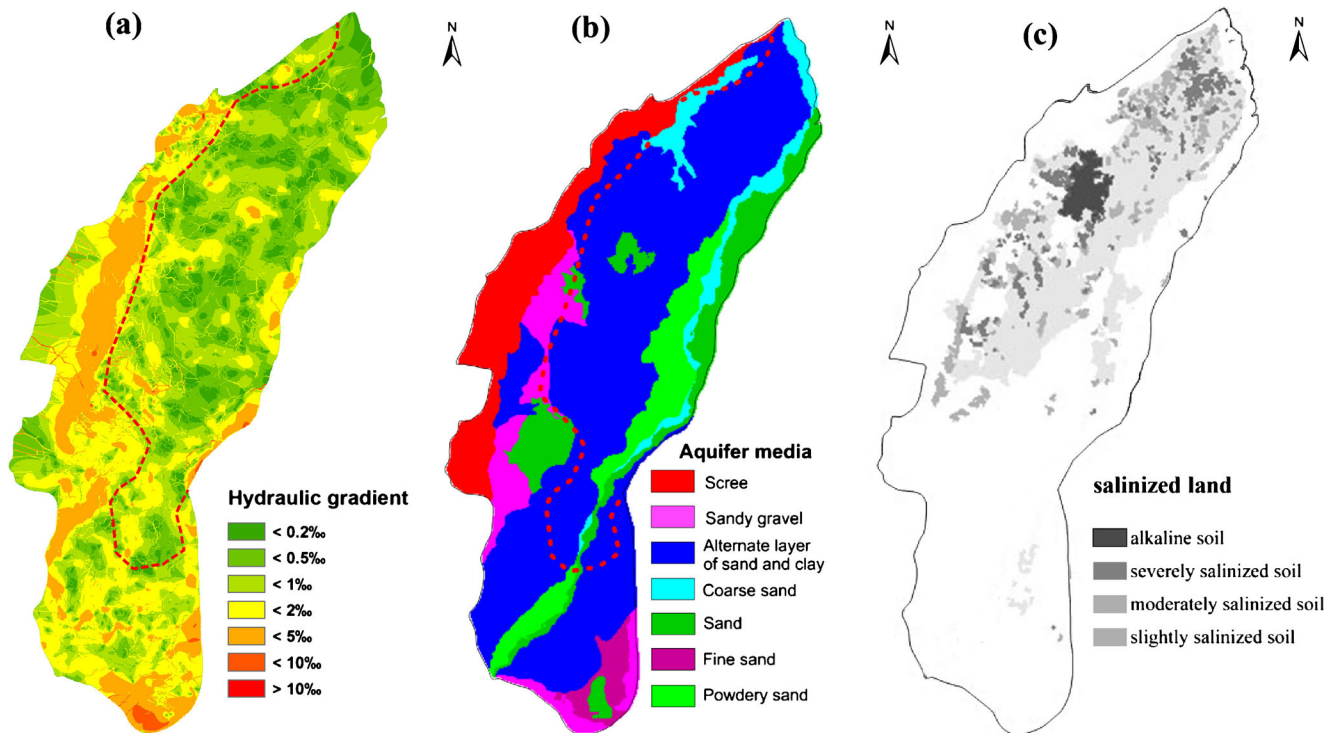 (a)
N
(b)
(c)
N
Hydraulic gradient
< 0.2‰
< 0.5‰
< 1‰
< 2‰
< 5‰
< 10‰
> 10‰
Aquifer media
Scree
Sandy gravel
Alternate layer
of sand and clay
Coarse sand
Sand
Fine sand
Powdery sand
salinized land
alkaline soil
severely salinized soil
moderately salinized soil
slightly salinized soil